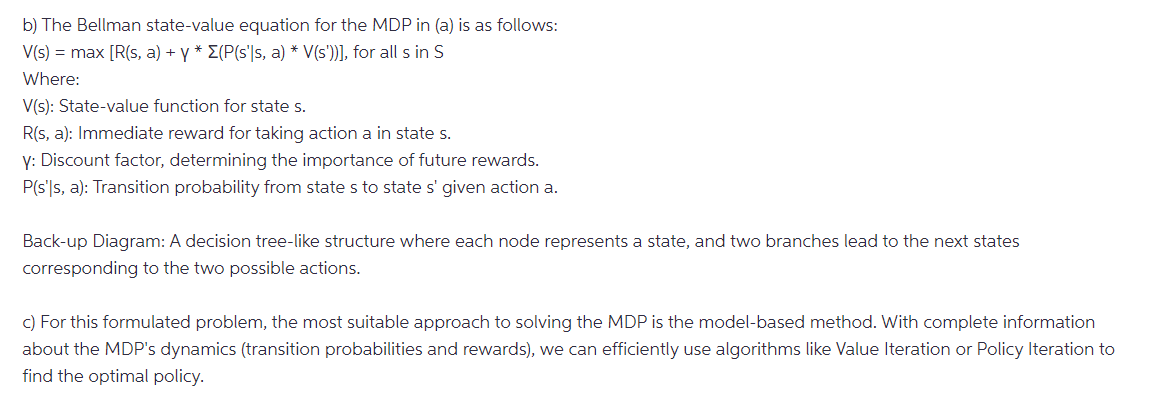 b) The Bellman state-value equation for the MDP in (a) is as follows:
V(s) = max [R(s, a) + γ * Σ(P(s'|s, a) * V(s'))], for all s in S
Where:
V(s): State-value function for state s.
R(s, a): Immediate reward for taking action a in state s.
γ: Discount factor, determining the importance of future rewards.
P(s'|s, a): Transition probability from state s to state s' given action a.
Back-up Diagram: A decision tree-like structure where each node represents a state, and two branches lead to the next states
corresponding to the two possible actions.
c) For this formulated problem, the most suitable approach to solving the MDP is the model-based method. With complete information
about the MDP's dynamics (transition probabilities and rewards), we can efficiently use algorithms like Value Iteration or Policy Iteration to
find the optimal policy.